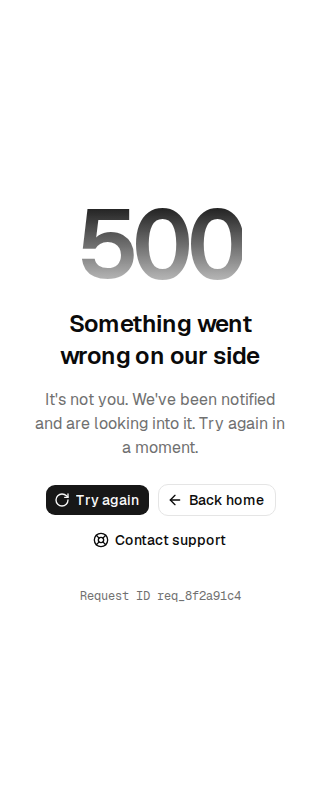 500
Something went
wrong on our side
It's not you. We've been notified
and are looking into it. Try again in
a moment.
Try again
Back home
Contact support
Request ID req_8f2a91c4